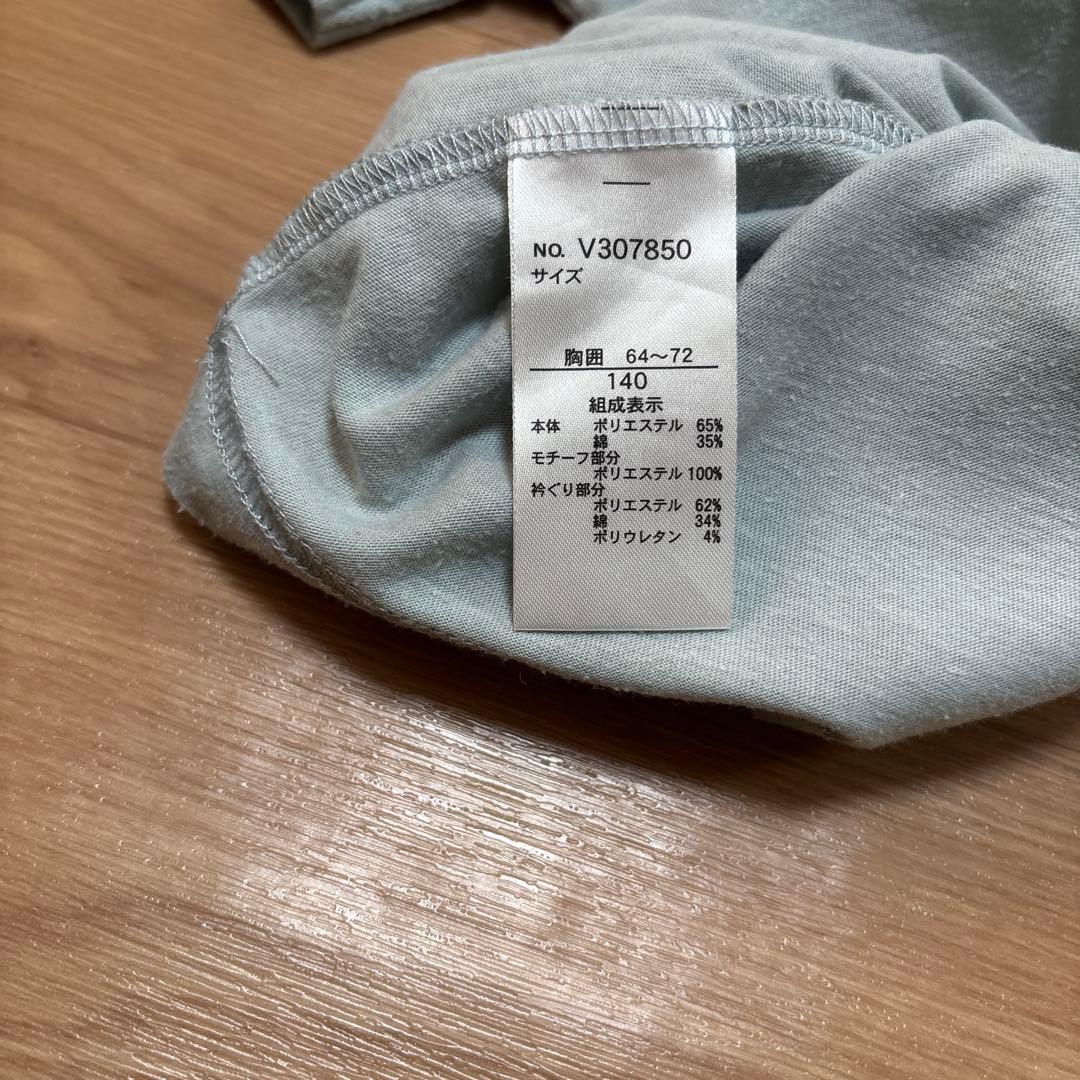 NO. V307850
サイズ
胸囲 64〜72
140
組成表示
本体 ポリエステル 65%
綿 35%
モチーフ部分
ポリエステル 100%
衿ぐり部分
ポリエステル 62%
綿 34%
ポリウレタン 4%